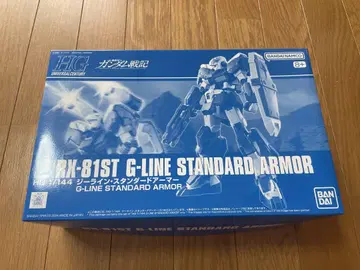 HG
UNIVERSAL CENTURY
ガンダム戦記
BANDAI NAMCO
8+
RX-81ST G-LINE STANDARD ARMOR
HG 1/144 ジーライン・スタンダードアーマー
G-LINE STANDARD ARMOR
BANDAI